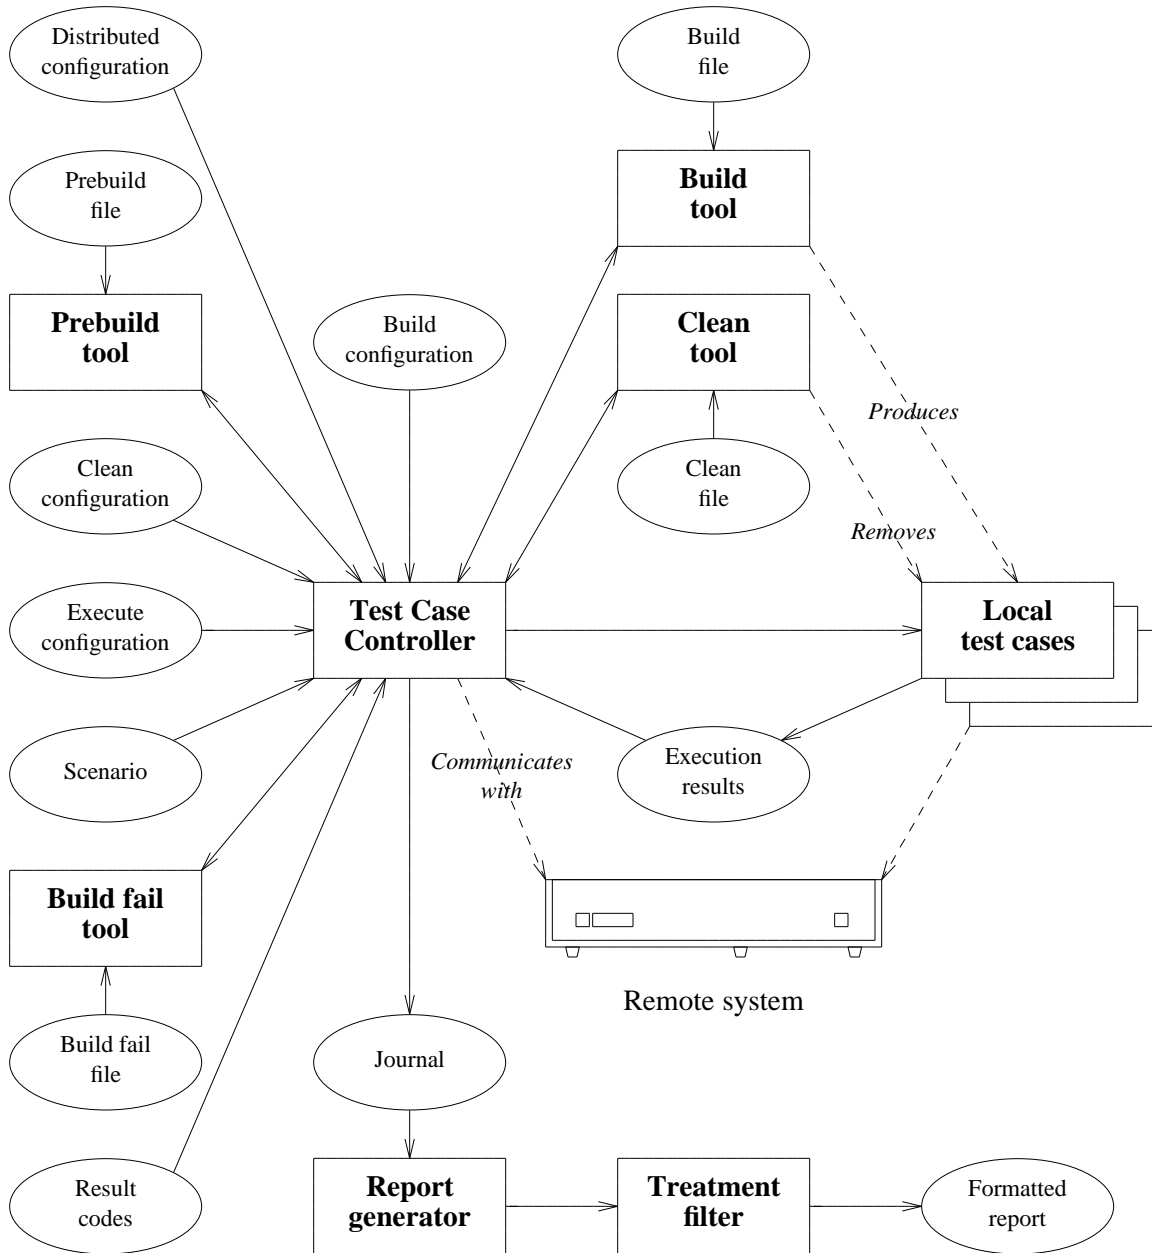 Distributed
configuration
Build
file
Prebuild
file
Build
tool
Prebuild
tool
Build
configuration
Clean
tool
Produces
Clean
configuration
Clean
file
Removes
Execute
configuration
Test Case
Controller
Local
test cases
Scenario
Communicates
with
Execution
results
Build fail
tool
Remote system
Build fail
file
Journal
Result
codes
Report
generator
Treatment
filter
Formatted
report